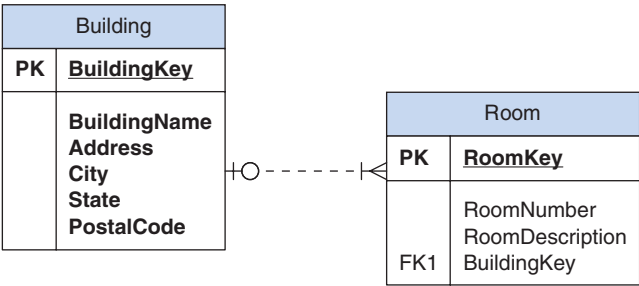 Building
PK BuildingKey
BuildingName
Address
City
State
PostalCode
Room
PK RoomKey
RoomNumber
RoomDescription
FK1 BuildingKey